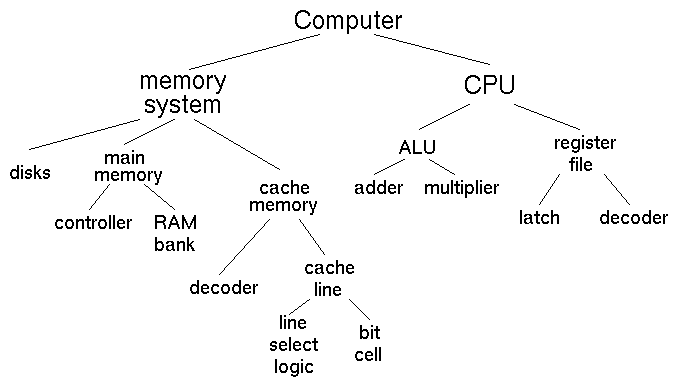 Computer
memory
system
CPU
disks
main
memory
cache
memory
ALU
register
file
controller
RAM
bank
adder
multiplier
latch
decoder
decoder
cache
line
line
select
logic
bit
cell